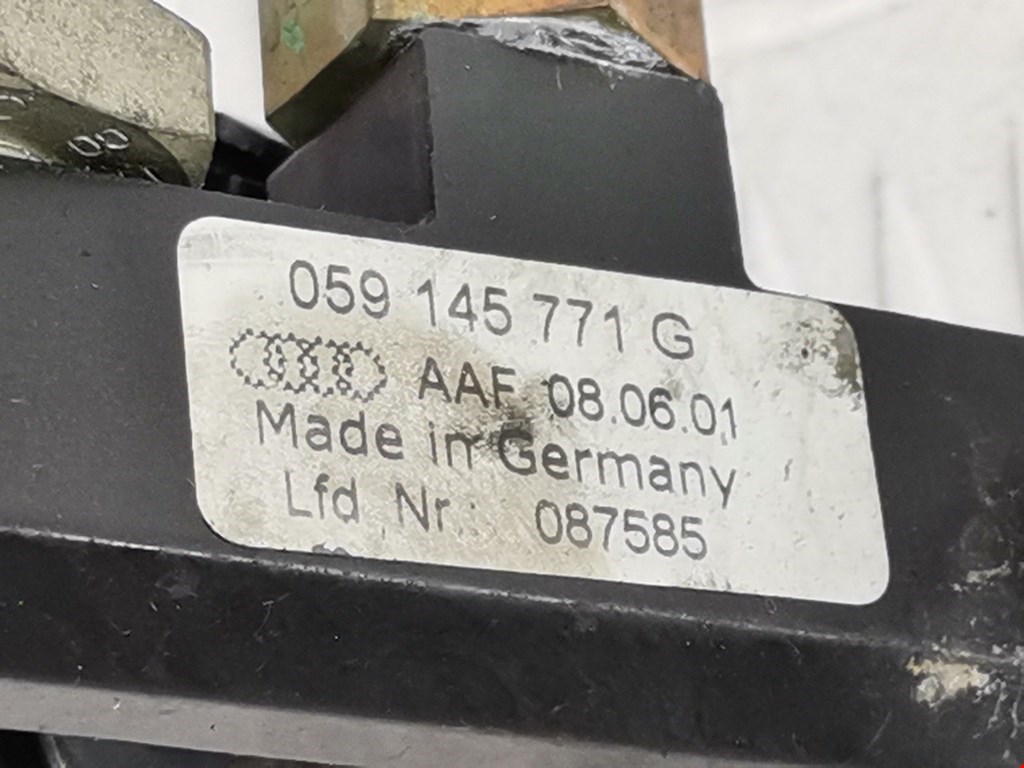 059 145 771 G
AAF 08.06.01
Made in Germany
Lfd. Nr.: 087585